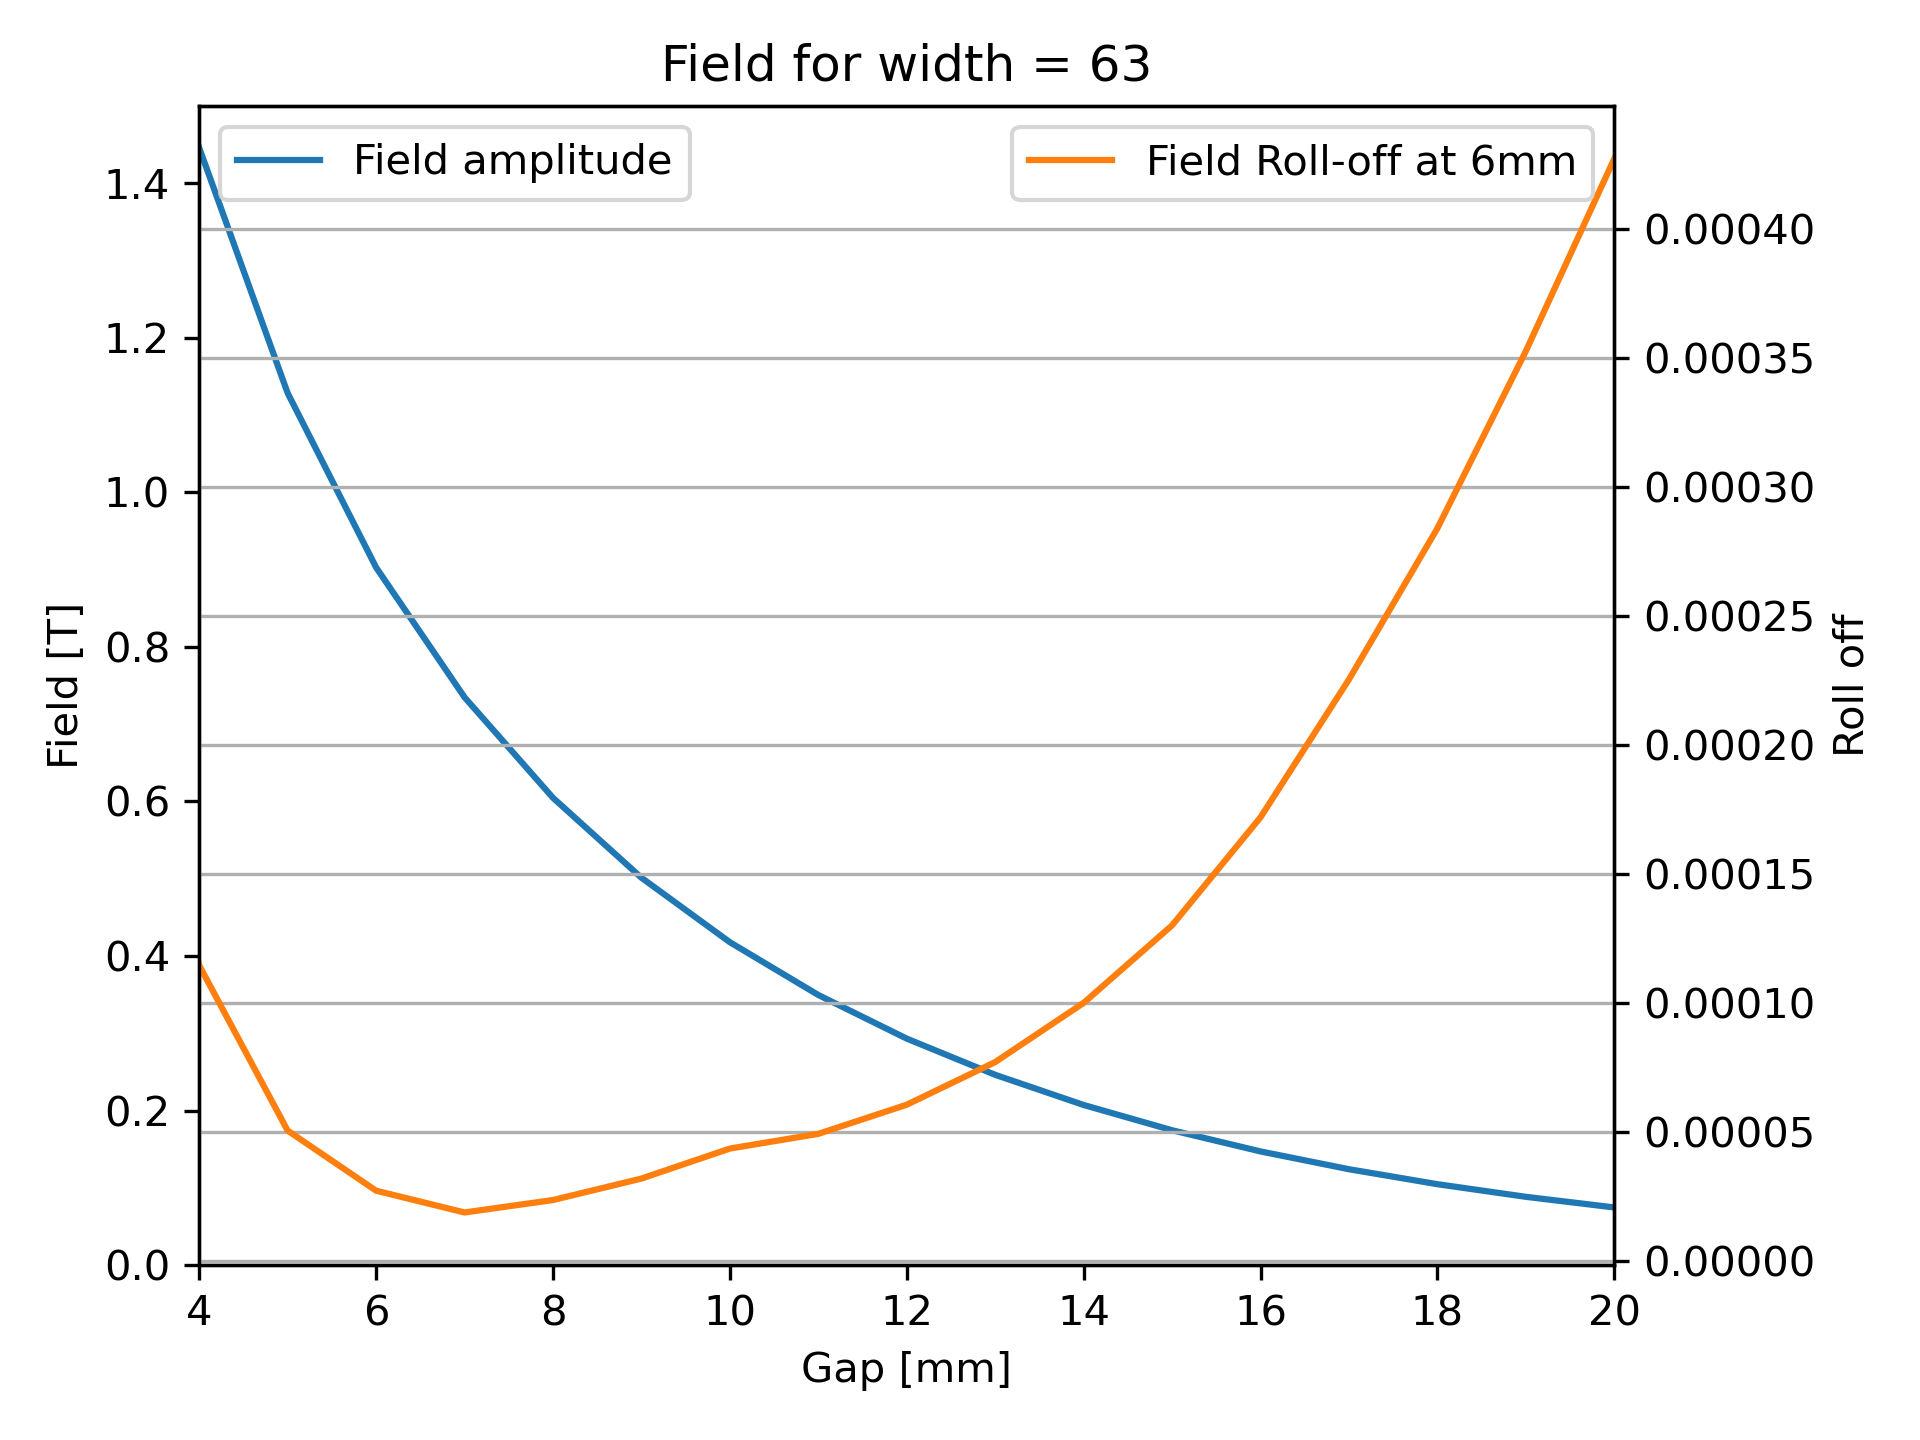 Field for width = 63
Field amplitude
Field Roll-off at 6mm
1.4
1.2
1.0
0.8
0.6
0.4
0.2
0.0
Field [T]
0.00040
0.00035
0.00030
0.00025
0.00020
0.00015
0.00010
0.00005
0.00000
Roll off
4 6 8 10 12 14 16 18 20
Gap [mm]